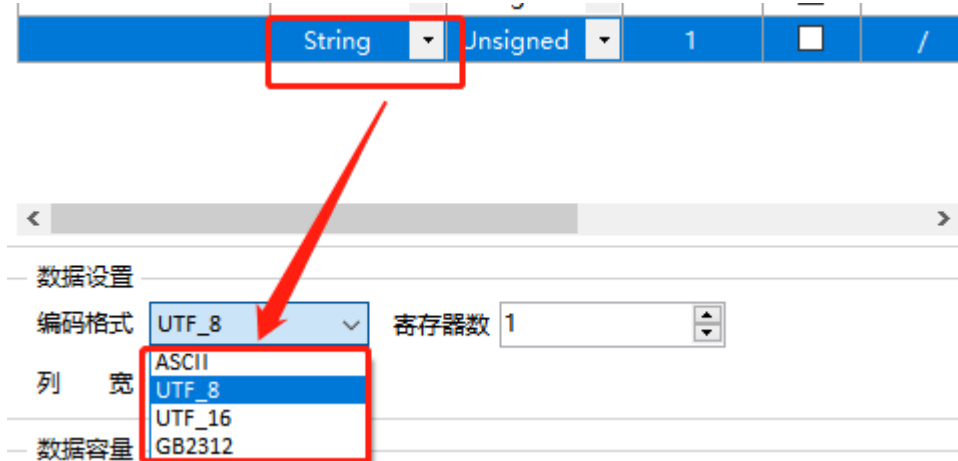 String Unsigned 1 /
数据设置
编码格式 UTF_8 寄存器数 1
ASCII
列 宽 UTF_8
UTF_16
数据容量 GB2312